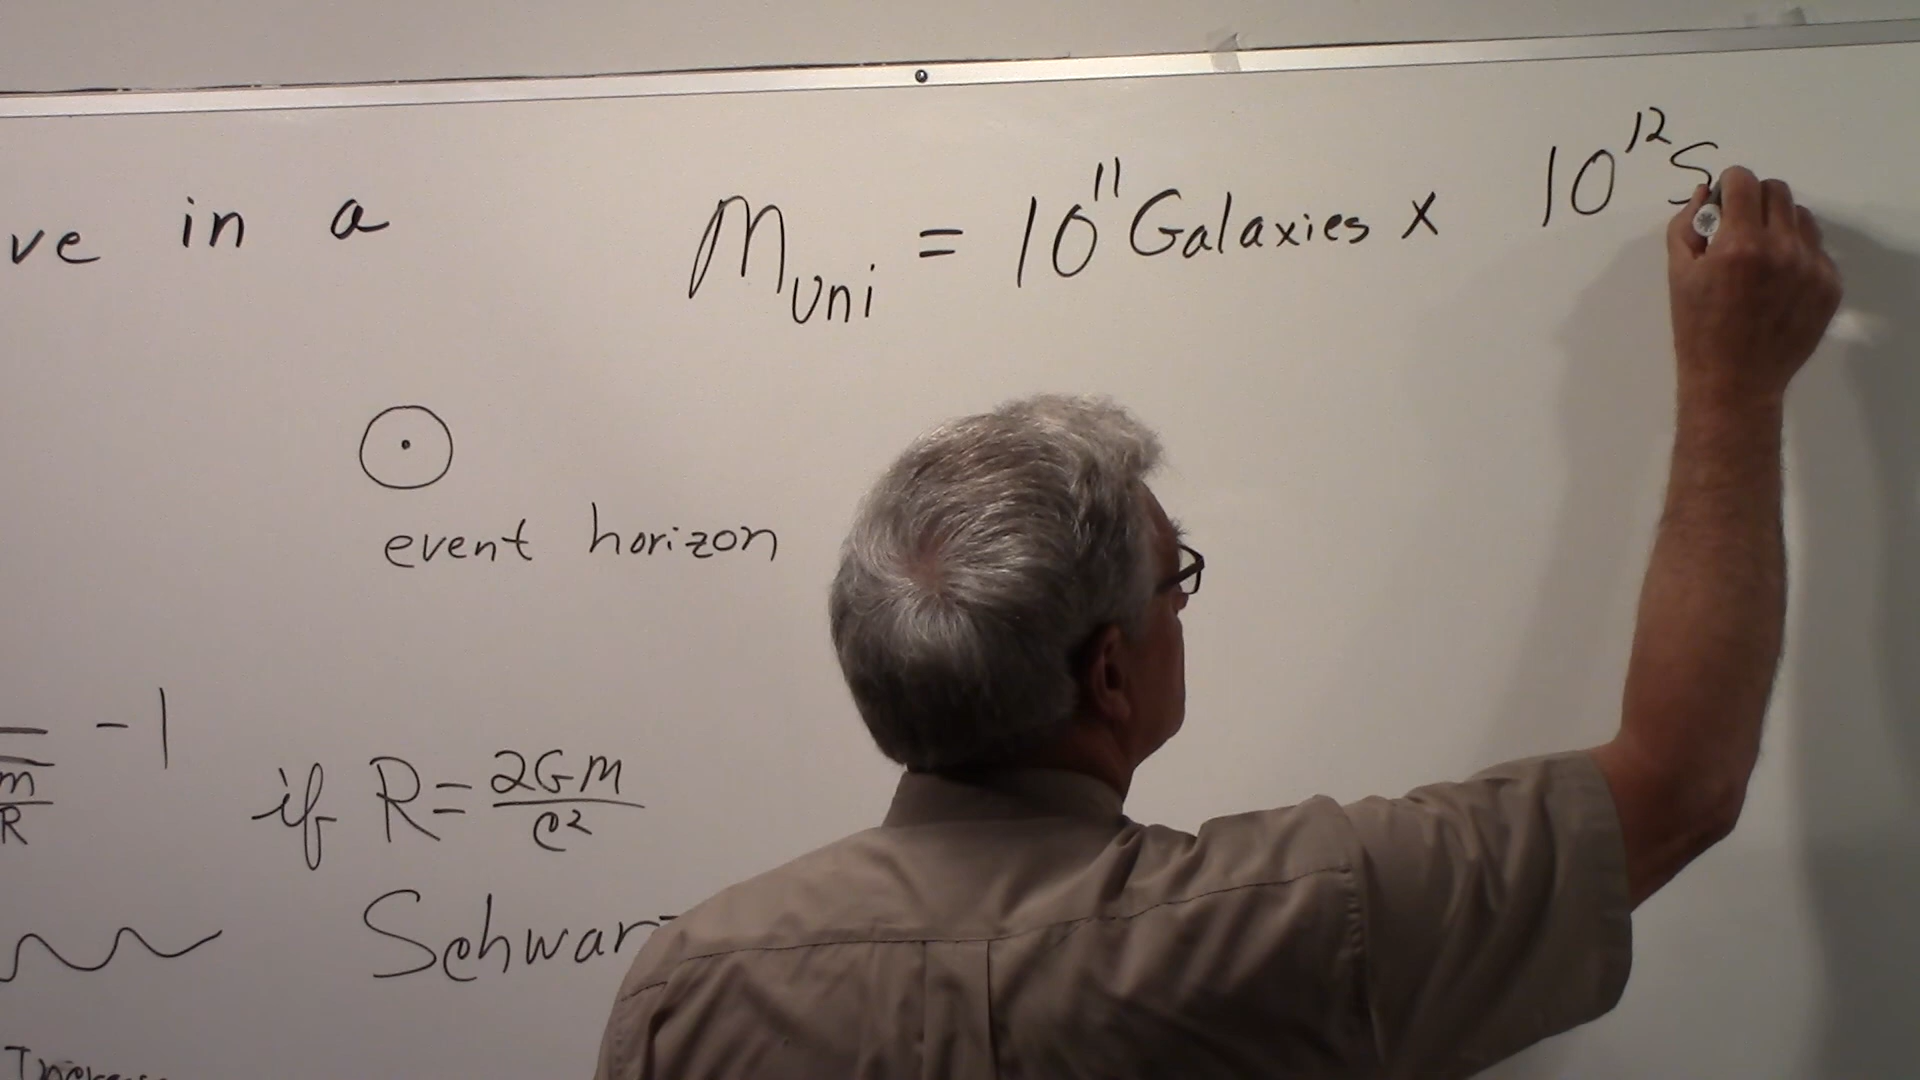 ve in a
M_Uni = 10^11 Galaxies x 10^12 S
event horizon
-1
m
R
if R = 2GM/c^2
Schwar